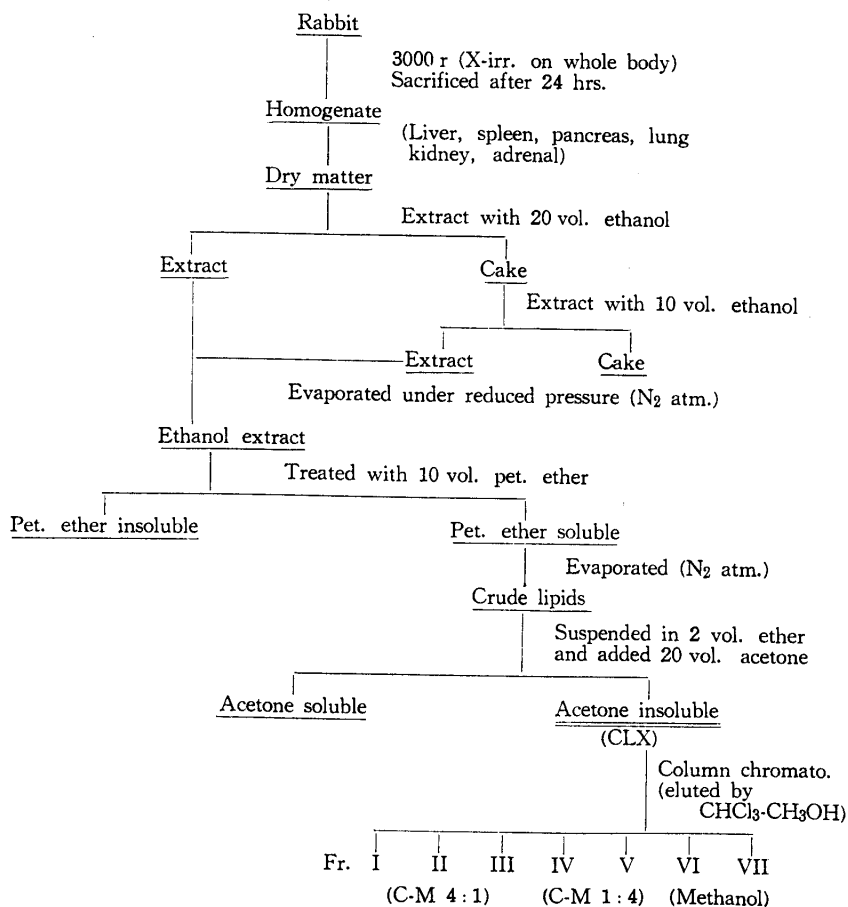 Rabbit
3000 r (X-irr. on whole body)
Sacrificed after 24 hrs.
Homogenate
(Liver, spleen, pancreas, lung
kidney, adrenal)
Dry matter
Extract with 20 vol. ethanol
Extract Cake
Extract with 10 vol. ethanol
Extract Cake
Evaporated under reduced pressure (N₂ atm.)
Ethanol extract
Treated with 10 vol. pet. ether
Pet. ether insoluble Pet. ether soluble
Evaporated (N₂ atm.)
Crude lipids
Suspended in 2 vol. ether
and added 20 vol. acetone
Acetone soluble Acetone insoluble
(CLX)
Column chromato.
(eluted by
CHCl₃-CH₃OH)
Fr. I II III IV V VI VII
(C-M 4 : 1) (C-M 1 : 4) (Methanol)